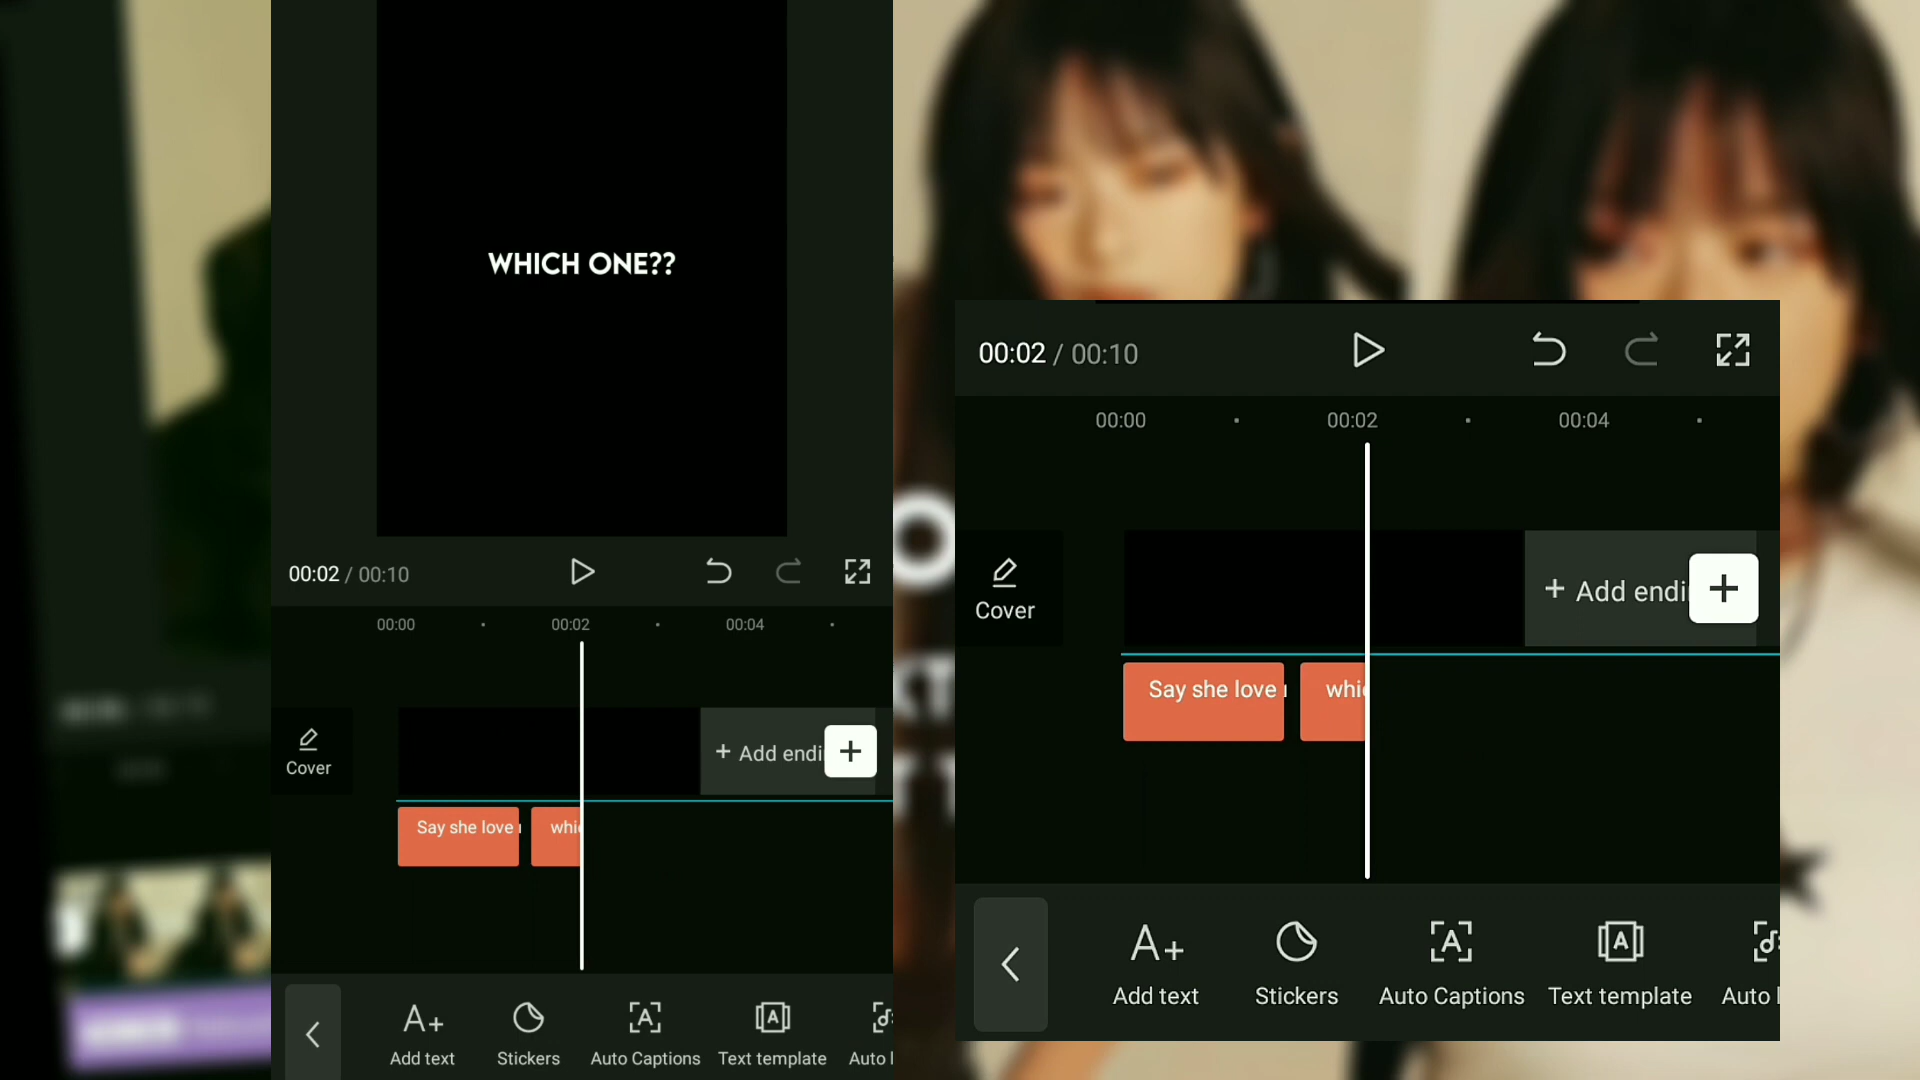 WHICH ONE??
00:02 / 00:10
00:00
00:02
00:04
Cover
+ Add endi
+
Say she love
whi
Add text
Stickers
Auto Captions
Text template
Auto
00:02 / 00:10
00:00
00:02
00:04
Cover
+ Add endi
+
Say she love
whi
Add text
Stickers
Auto Captions
Text template
Auto